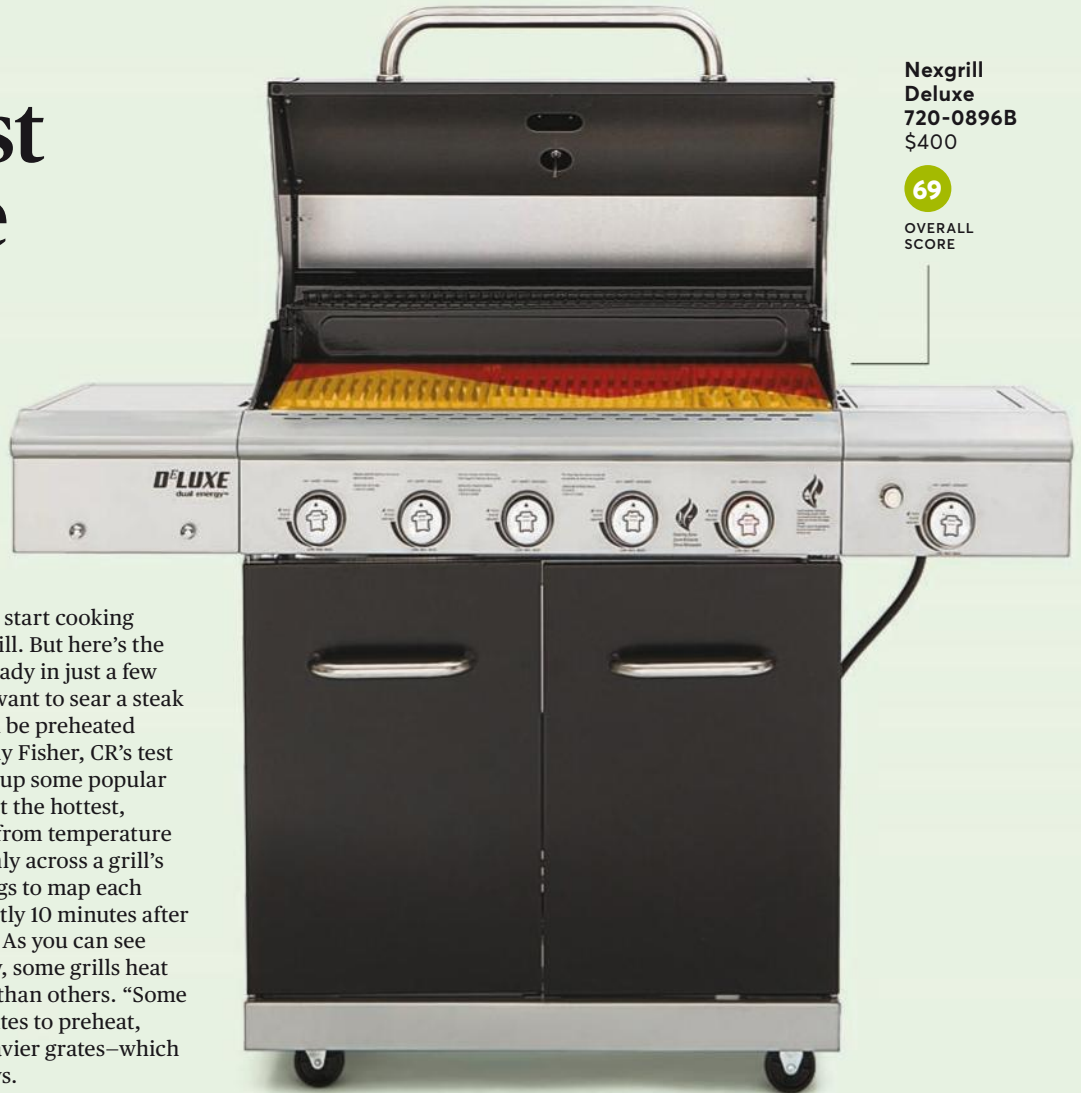 st
e
Nexgrill
Deluxe
720-0896B
$400
69
OVERALL
SCORE
DELUXE
dual energy™
start cooking
ill. But here's the
ady in just a few
want to sear a steak
be preheated
y Fisher, CR's test
up some popular
t the hottest,
from temperature
ly across a grill's
gs to map each
tly 10 minutes after
As you can see
, some grills heat
than others. “Some
tes to preheat,
avier grates—which
s.